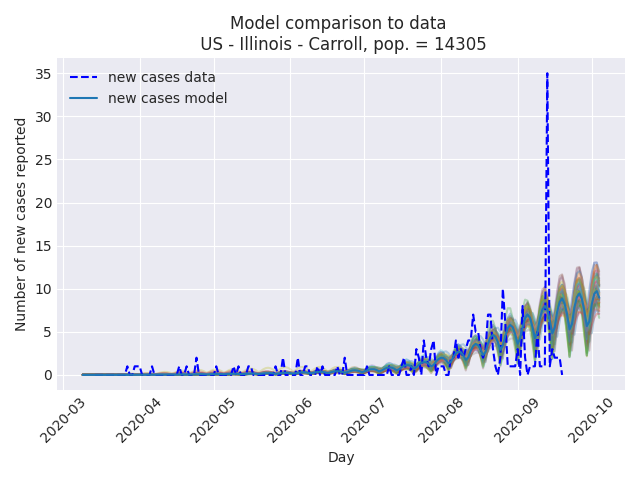 Model comparison to data
US - Illinois - Carroll, pop. = 14305
new cases data
new cases model
Number of new cases reported
35
30
25
20
15
10
5
0
2020-03
2020-04
2020-05
2020-06
2020-07
2020-08
2020-09
2020-10
Day